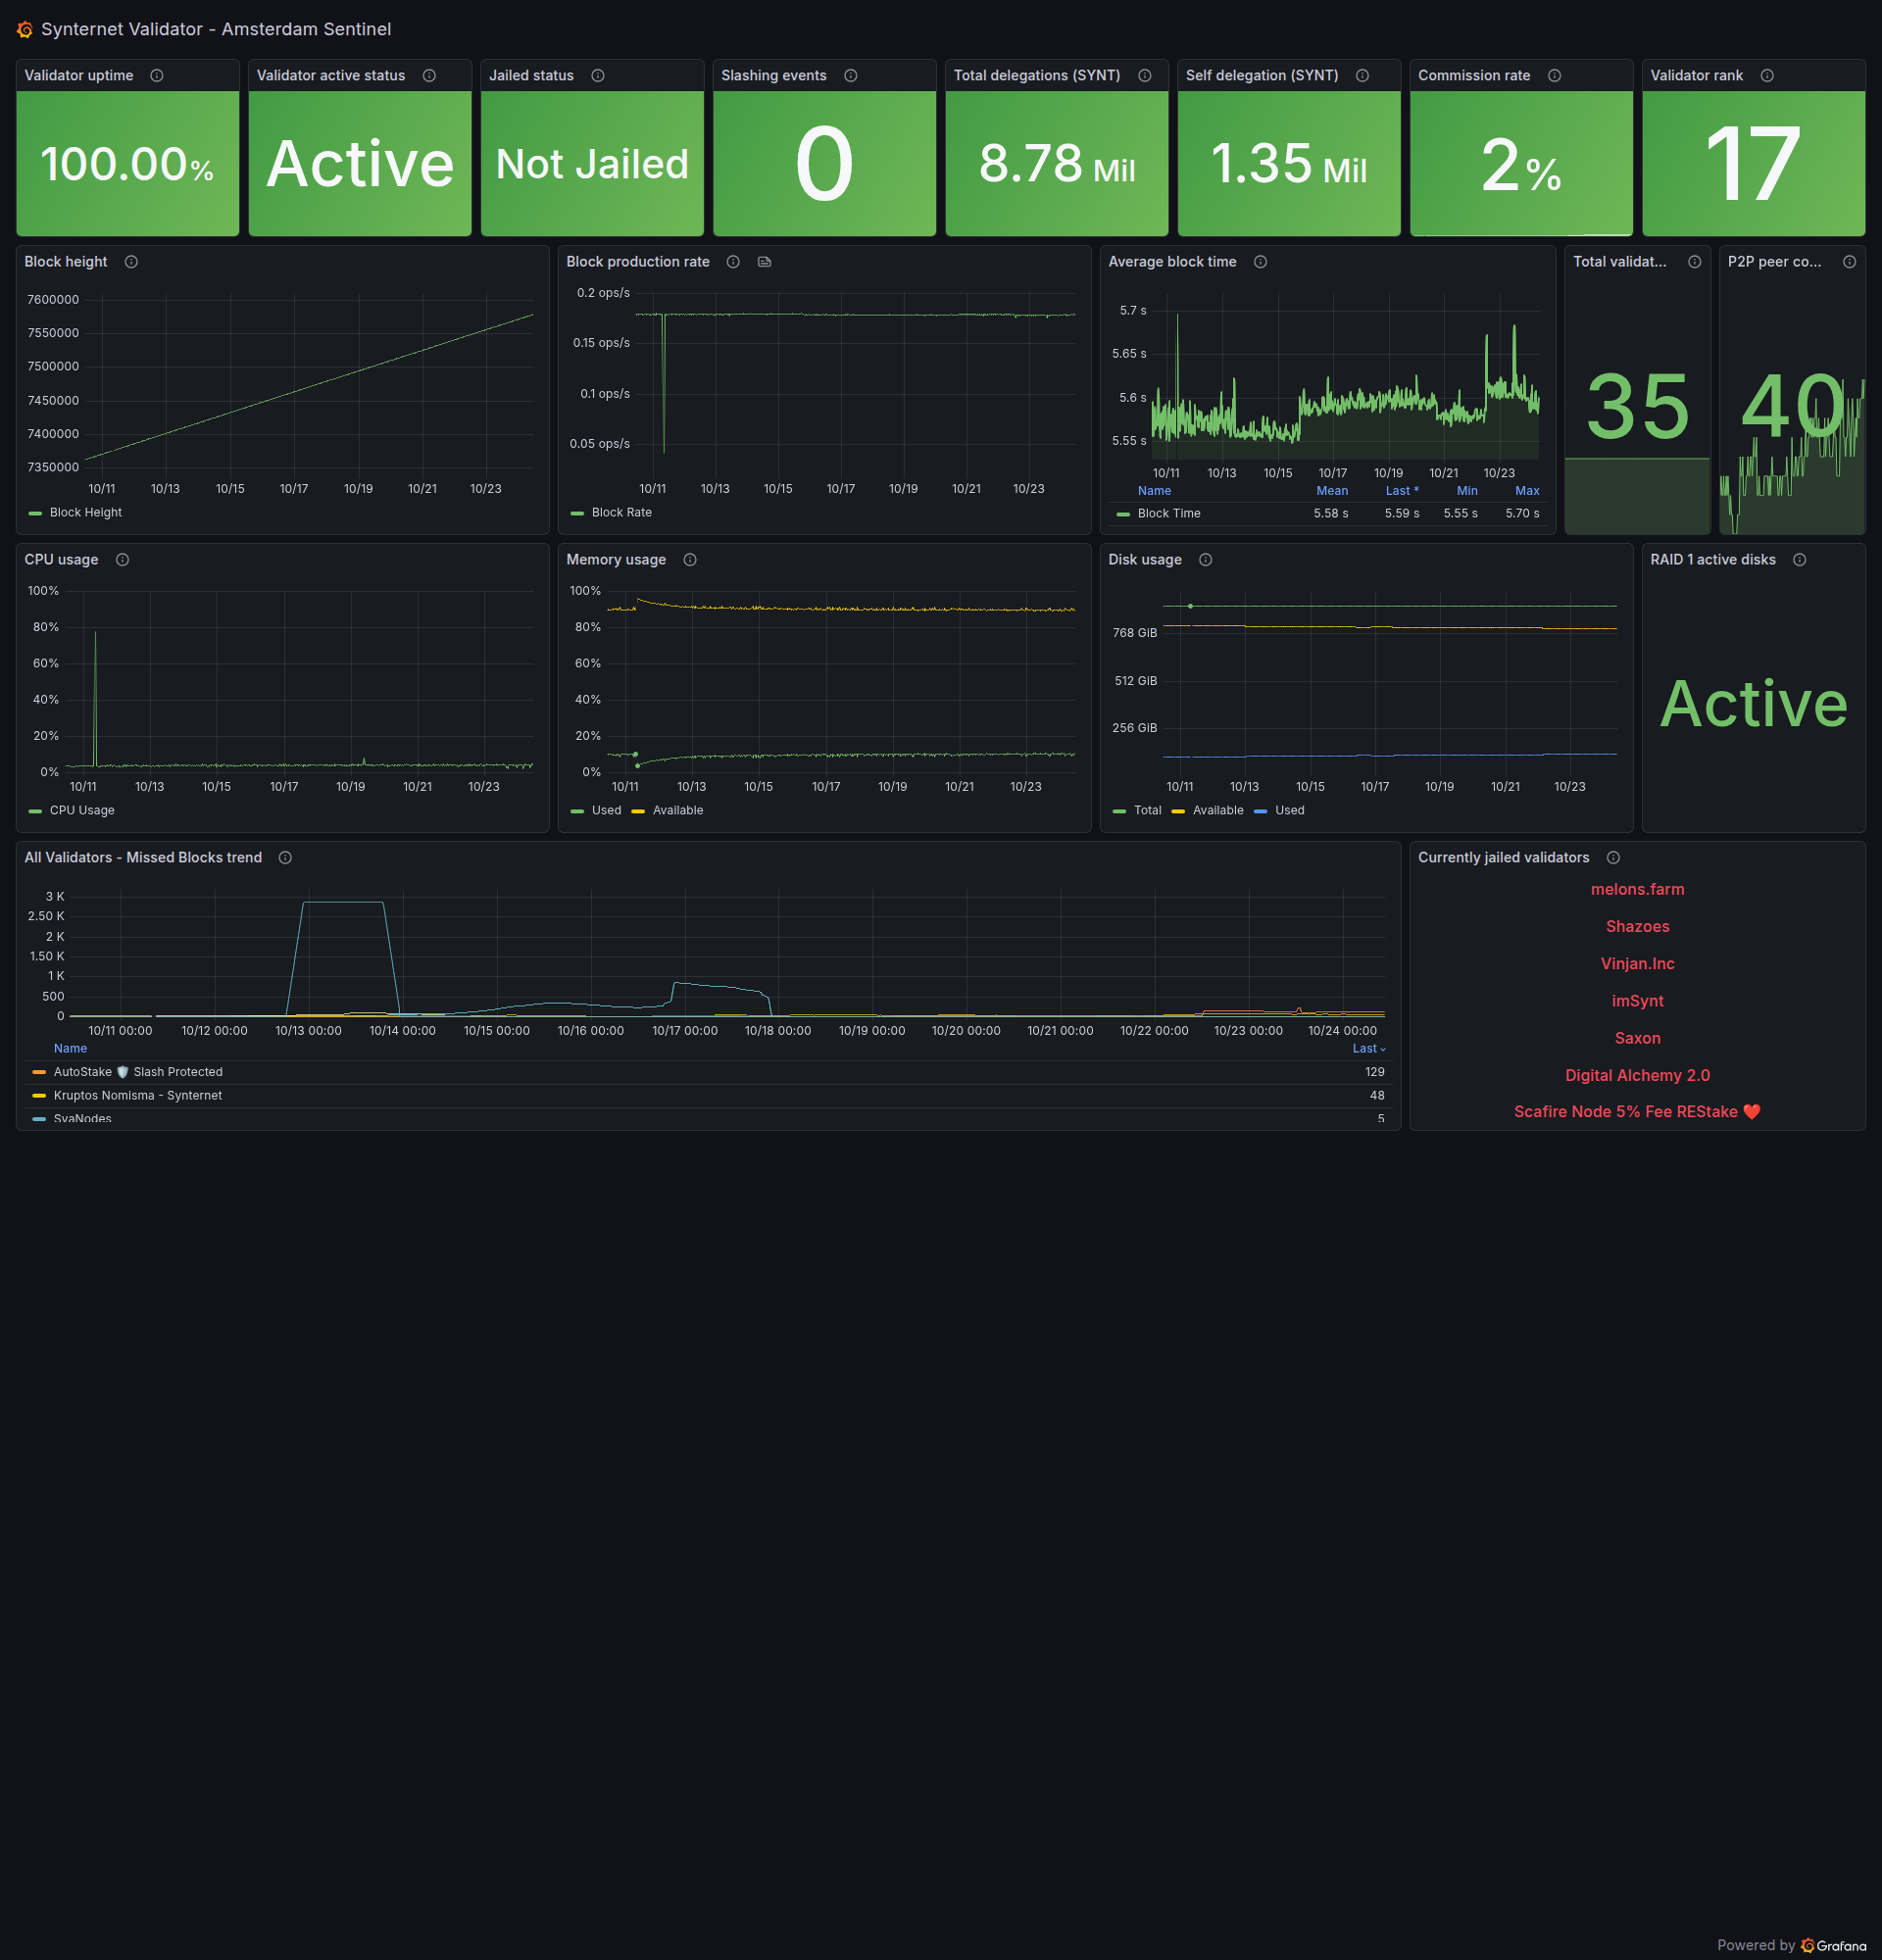 Synternet Validator - Amsterdam Sentinel
Validator uptime
100.00%
Validator active status
Active
Jailed status
Not Jailed
Slashing events
0
Total delegations (SYNT)
8.78 Mil
Self delegation (SYNT)
1.35 Mil
Commission rate
2%
Validator rank
17
Block height
7600000
7550000
7500000
7450000
7400000
7350000
10/11 10/13 10/15 10/17 10/19 10/21 10/23
Block Height
Block production rate
0.2 ops/s
0.15 ops/s
0.1 ops/s
0.05 ops/s
10/11 10/13 10/15 10/17 10/19 10/21 10/23
Block Rate
Average block time
5.7 s
5.65 s
5.6 s
5.55 s
10/11 10/13 10/15 10/17 10/19 10/21 10/23
Name Mean Last * Min Max
Block TIme 5.58 s 5.59 s 5.55 s 5.70 s
Total validat...
35
P2P peer co...
40
CPU usage
100%
80%
60%
40%
20%
0%
10/11 10/13 10/15 10/17 10/19 10/21 10/23
CPU Usage
Memory usage
100%
80%
60%
40%
20%
0%
10/11 10/13 10/15 10/17 10/19 10/21 10/23
Used Available
Disk usage
768 GiB
512 GiB
256 GiB
10/11 10/13 10/15 10/17 10/19 10/21 10/23
Total Available Used
RAID 1 active disks
Active
All Validators - Missed Blocks trend
3 K
2.50 K
2 K
1.50 K
1 K
500
0
10/11 00:00 10/12 00:00 10/13 00:00 10/14 00:00 10/15 00:00 10/16 00:00 10/17 00:00 10/18 00:00 10/19 00:00 10/20 00:00 10/21 00:00 10/22 00:00 10/23 00:00 10/24 00:00
Name Last
AutoStake 🛡️ Slash Protected 129
Kruptos Nomisma - Synternet 48
SvaNodes 5
Currently jailed validators
melons.farm
Shazoes
Vinjan.Inc
imSynt
Saxon
Digital Alchemy 2.0
Scafire Node 5% Fee REStake ❤️
Powered by Grafana